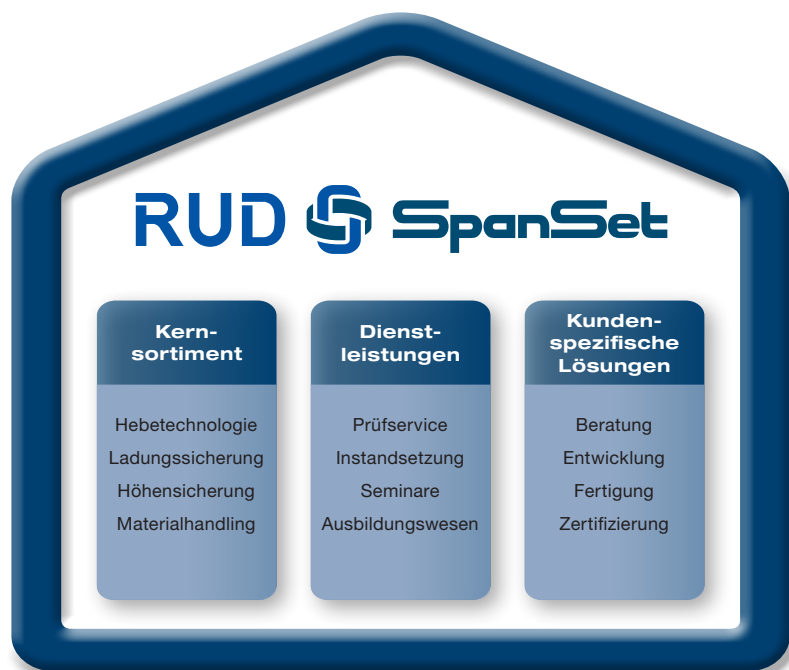 RUD SpanSet
Kern-
sortiment
Hebetechnologie
Ladungssicherung
Höhensicherung
Materialhandling
Dienst-
leistungen
Prüfservice
Instandsetzung
Seminare
Ausbildungswesen
Kunden-
spezifische
Lösungen
Beratung
Entwicklung
Fertigung
Zertifizierung